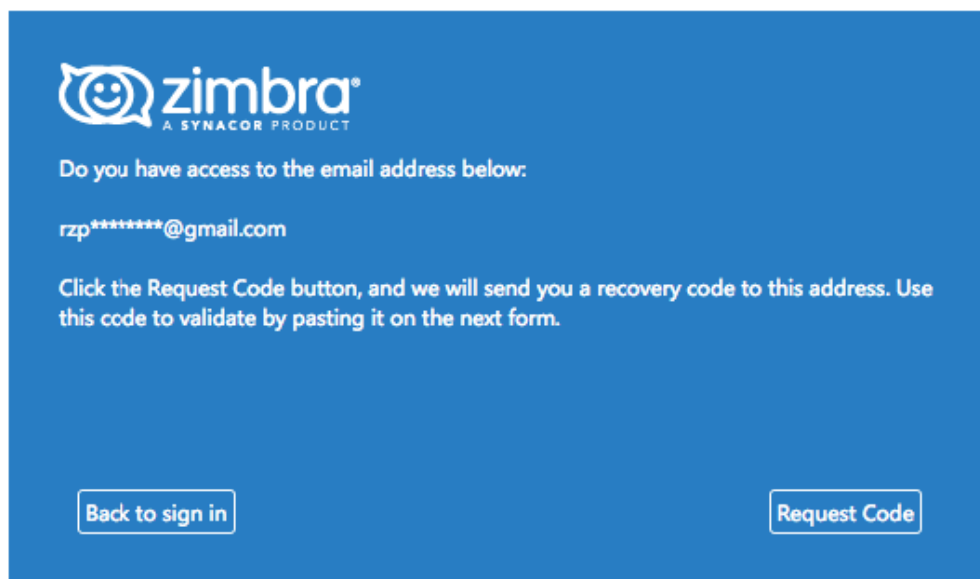 zimbra®
A SYNACOR PRODUCT
Do you have access to the email address below:
rzp********@gmail.com
Click the Request Code button, and we will send you a recovery code to this address. Use
this code to validate by pasting it on the next form.
Back to sign in
Request Code